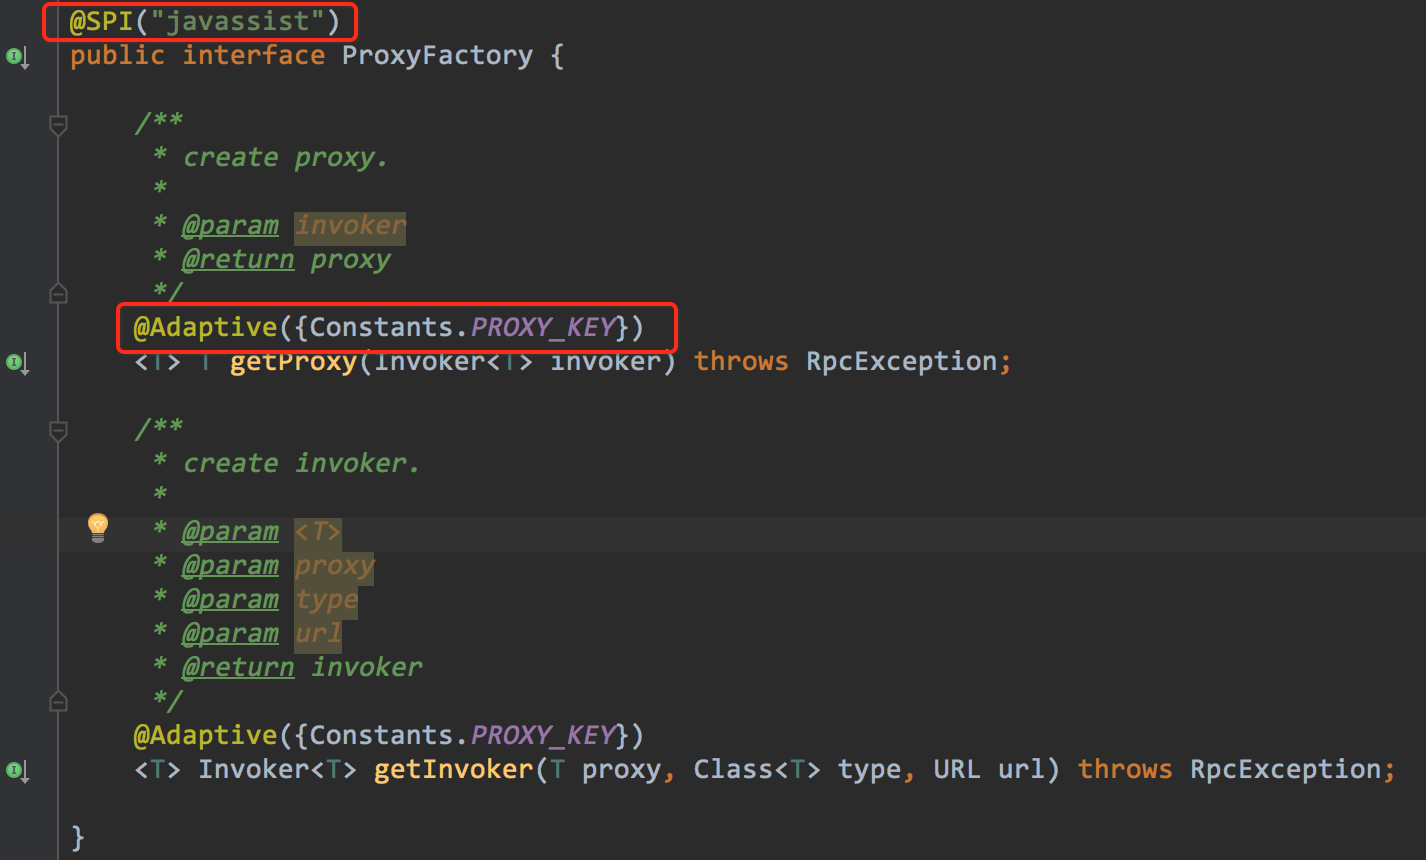 @SPI("javassist")
public interface ProxyFactory {
/**
* create proxy.
*
* @param invoker
* @return proxy
*/
@Adaptive({Constants.PROXY_KEY})
<T> T getProxy(Invoker<T> invoker) throws RpcException;
/**
* create invoker.
*
* @param <T>
* @param proxy
* @param type
* @param url
* @return invoker
*/
@Adaptive({Constants.PROXY_KEY})
<T> Invoker<T> getInvoker(T proxy, Class<T> type, URL url) throws RpcException;
}